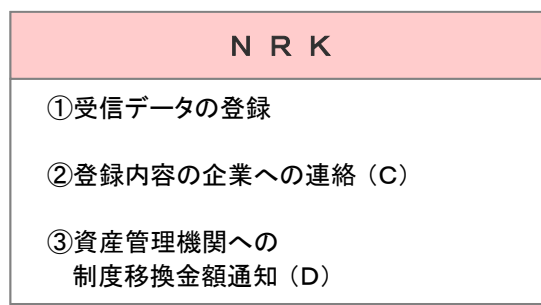 ＮＲＫ
①受信データの登録
②登録内容の企業への連絡（C）
③資産管理機関への
制度移換金額通知（D）